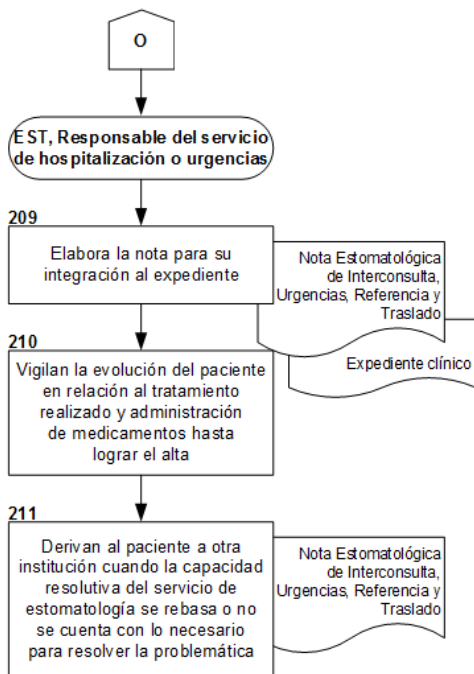 O
EST, Responsable del servicio
de hospitalización o urgencias
209
Elabora la nota para su
integración al expediente
Nota Estomatológica
de Interconsulta,
Urgencias, Referencia y
Traslado
Expediente clínico
210
Vigilan la evolución del paciente
en relación al tratamiento
realizado y administración
de medicamentos hasta
lograr el alta
211
Derivan al paciente a otra
institución cuando la capacidad
resolutiva del servicio de
estomatología se rebasa o no
se cuenta con lo necesario
para resolver la problemática
Nota Estomatológica
de Interconsulta,
Urgencias, Referencia y
Traslado